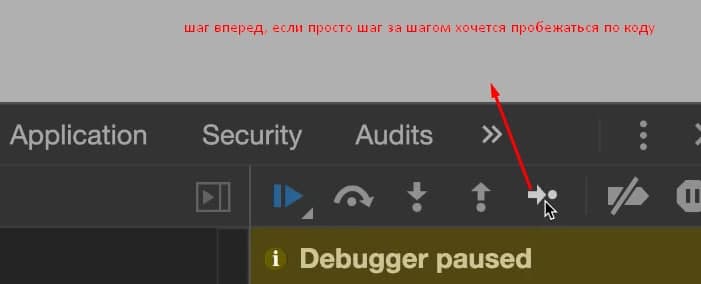 шаг вперед, если просто шаг за шагом хочется пробежаться по коду
Application Security Audits »
i Debugger paused